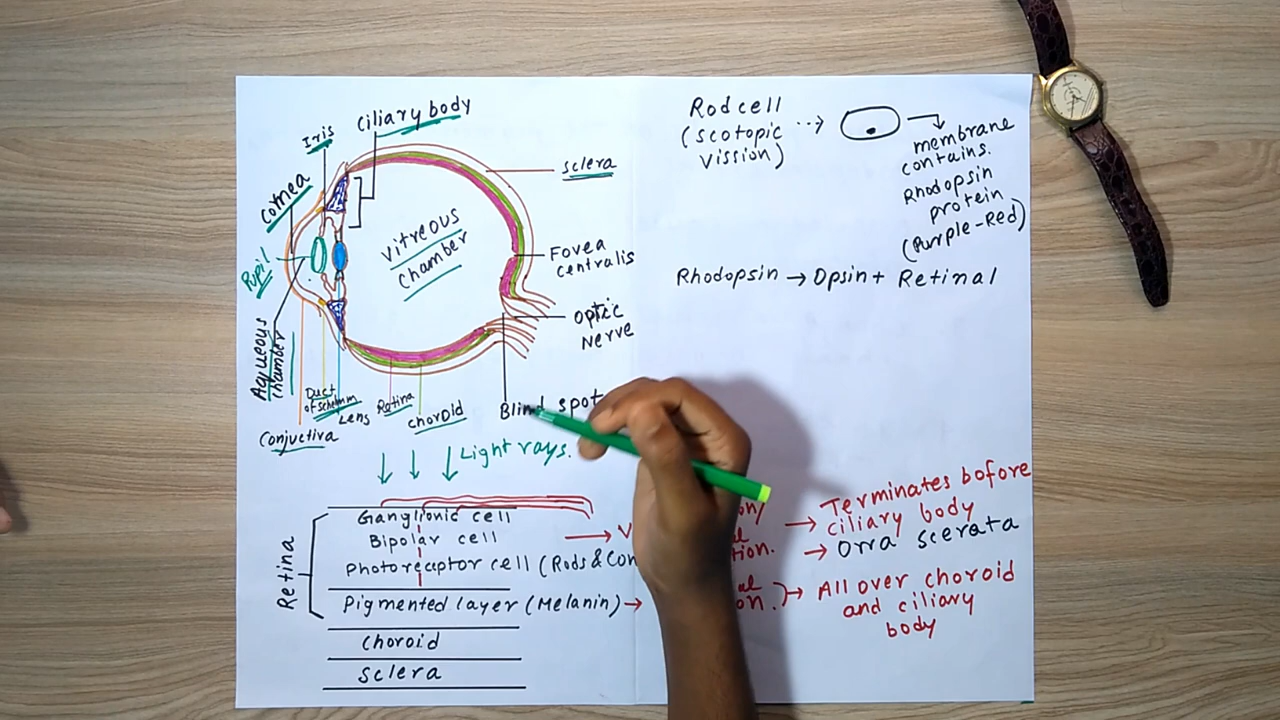 Ciliary body
Iris
Cornea
Sclera
Vitreous
chamber
Pupil
Fovea
centralis
optic
Nerve
Aqueous
chamber
Duct
of schelmm
Lens
Retina
choroid
Blind spot
Conjuctiva
Light rays.
Ganglionic cell
Bipolar cell
Photoreceptor cell (Rods &
Retina
Pigmented layer (Melanin)
choroid
sclera
Rod cell
(scotopic
vission)
membrane
contains.
Rhodopsin
protein
(Purple-Red)
Rhodopsin → Opsin + Retinal
→ Terminates bofore
ciliary body
→ Orra scerata
→ All over choroid
and ciliary
body